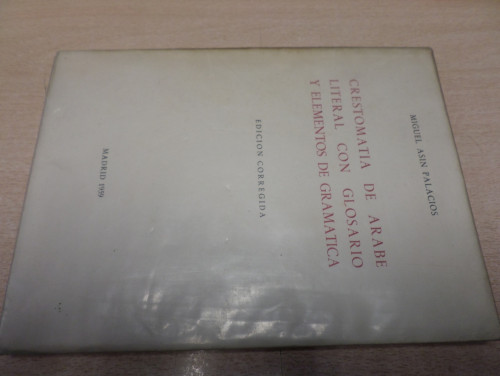 MIGUEL ASIN PALACIOS
CRESTOMATIA DE ARABE
LITERAL CON GLOSARIO
Y ELEMENTOS DE GRAMATICA
EDICION CORREGIDA
MADRID 1959